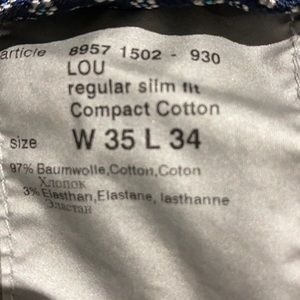 article 8957 1502 - 930
LOU
regular slim fit
Compact Cotton
size W 35 L 34
97% Baumwolle,Cotton,Coton
Хлопок
3% Elasthan,Elastane, lasthanne
Эластан